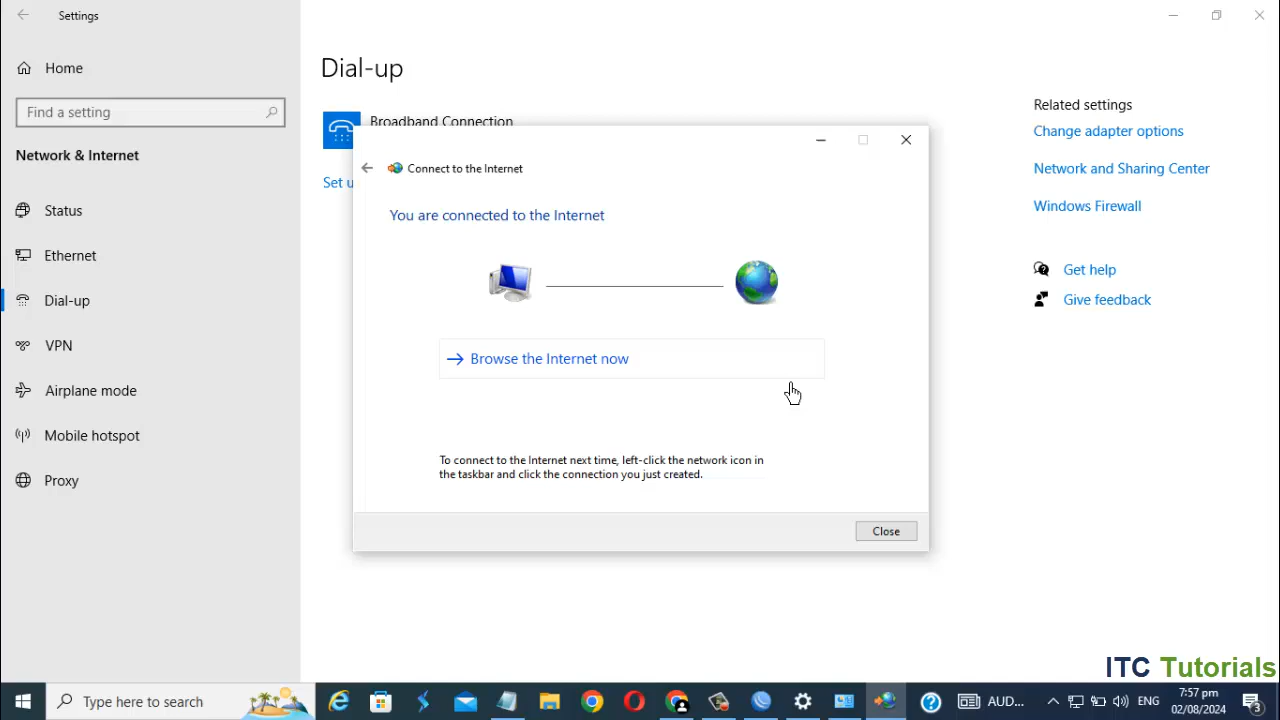 Settings
Home
Find a setting
Network & Internet
Status
Ethernet
Dial-up
VPN
Airplane mode
Mobile hotspot
Proxy
Dial-up
Broadband Connection
Set u
Connect to the Internet
You are connected to the Internet
Browse the Internet now
To connect to the Internet next time, left-click the network icon in
the taskbar and click the connection you just created.
Close
Related settings
Change adapter options
Network and Sharing Center
Windows Firewall
Get help
Give feedback
ITC Tutorials
Type here to search
AUD...
ENG
7:57 pm
02/08/2024
3